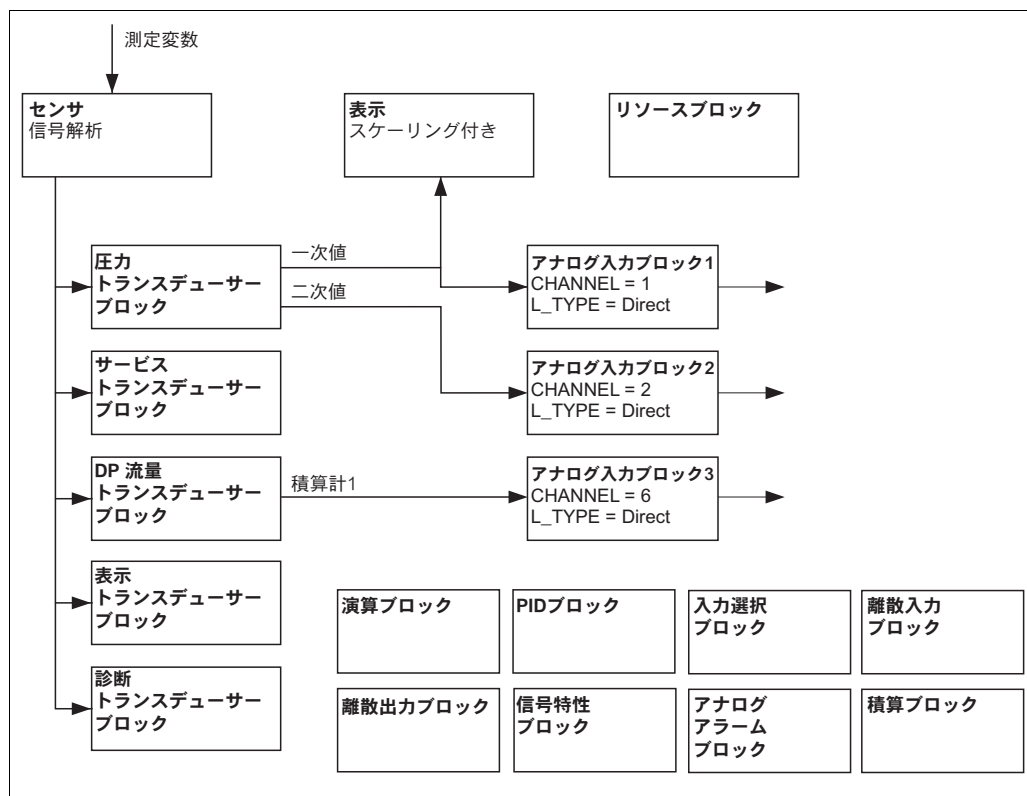 測定変数
センサ
信号解析
表示
スケーリング付き
リソースブロック
圧力
トランスデューサー
ブロック
一次値
二次値
アナログ入力ブロック1
CHANNEL = 1
L_TYPE = Direct
サービス
トランスデューサー
ブロック
アナログ入力ブロック2
CHANNEL = 2
L_TYPE = Direct
DP 流量
トランスデューサー
ブロック
積算計1
アナログ入力ブロック3
CHANNEL = 6
L_TYPE = Direct
表示
トランスデューサー
ブロック
診断
トランスデューサー
ブロック
演算ブロック
PIDブロック
入力選択
ブロック
離散入力
ブロック
離散出力ブロック
信号特性
ブロック
アナログ
アラーム
ブロック
積算ブロック